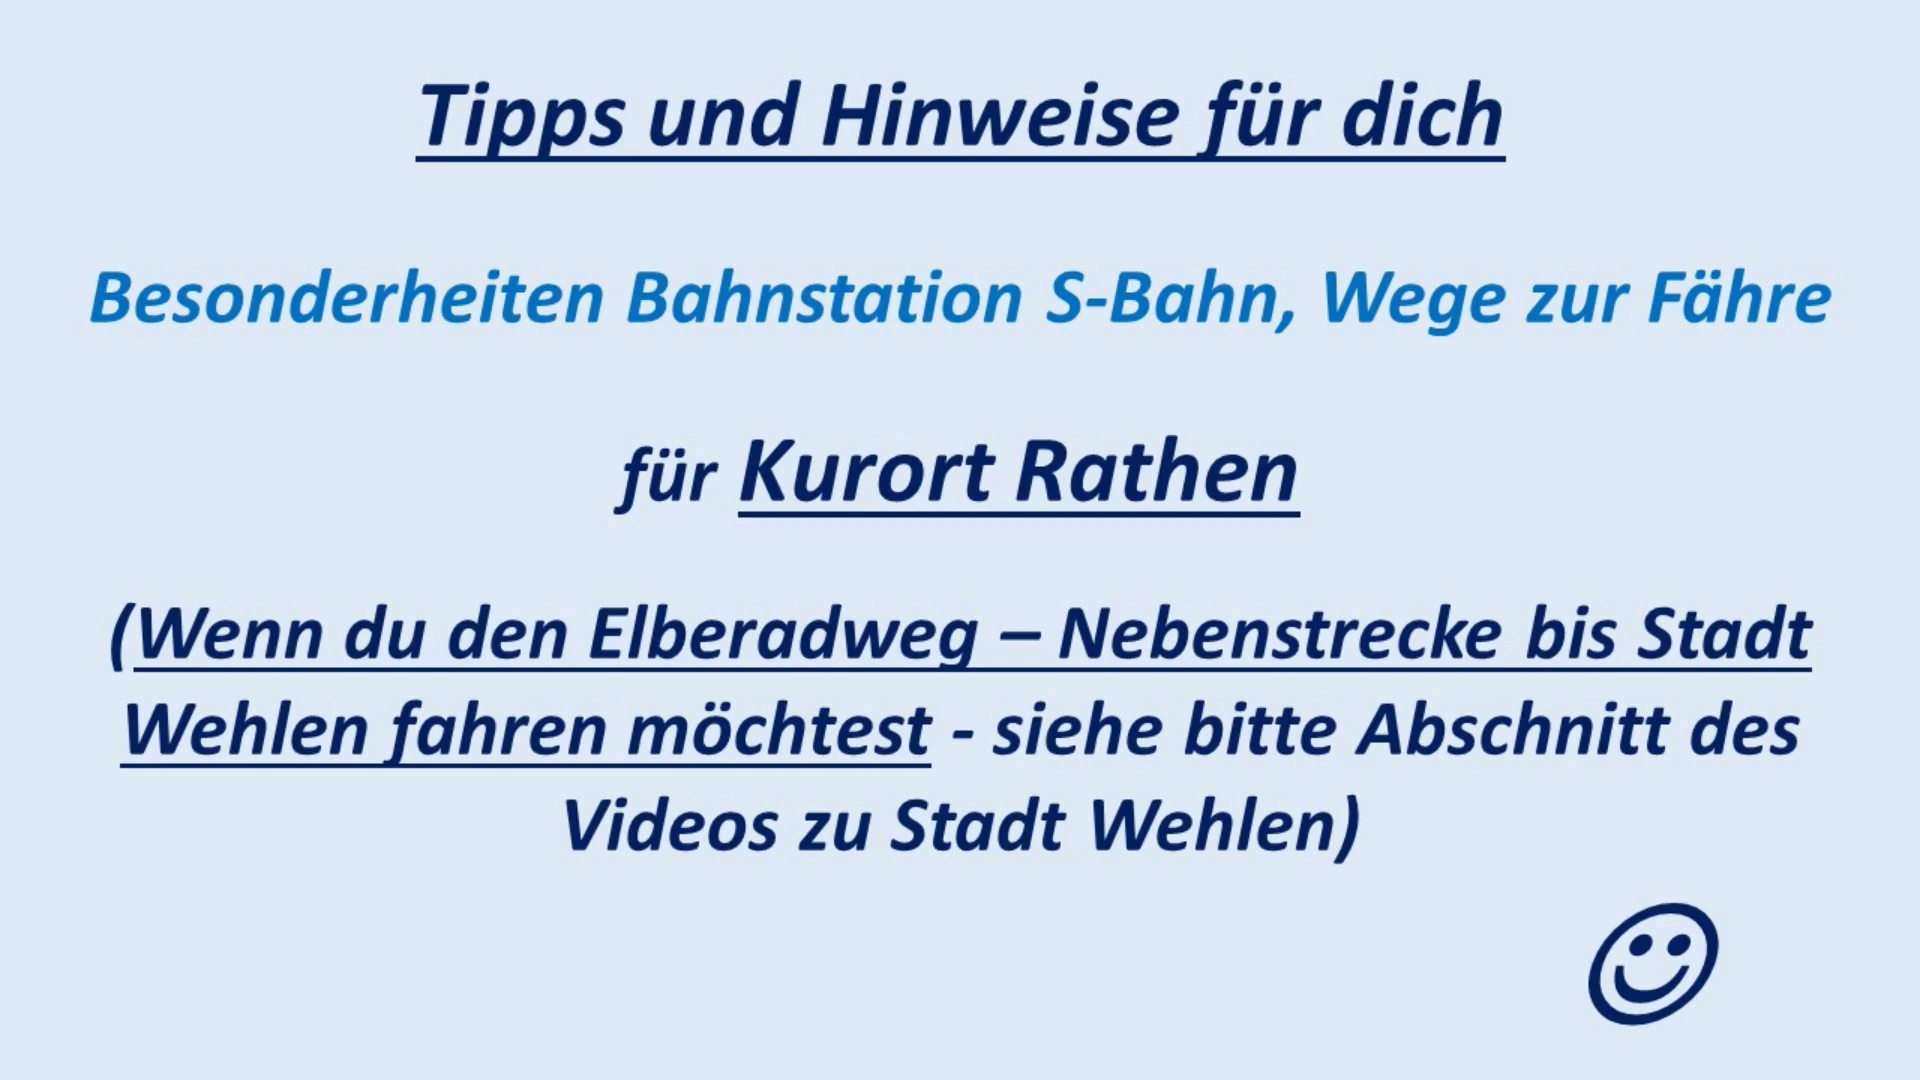 Tipps und Hinweise für dich
Besonderheiten Bahnstation S-Bahn, Wege zur Fähre
für Kurort Rathen
(Wenn du den Elberadweg – Nebenstrecke bis Stadt
Wehlen fahren möchtest - siehe bitte Abschnitt des
Videos zu Stadt Wehlen)